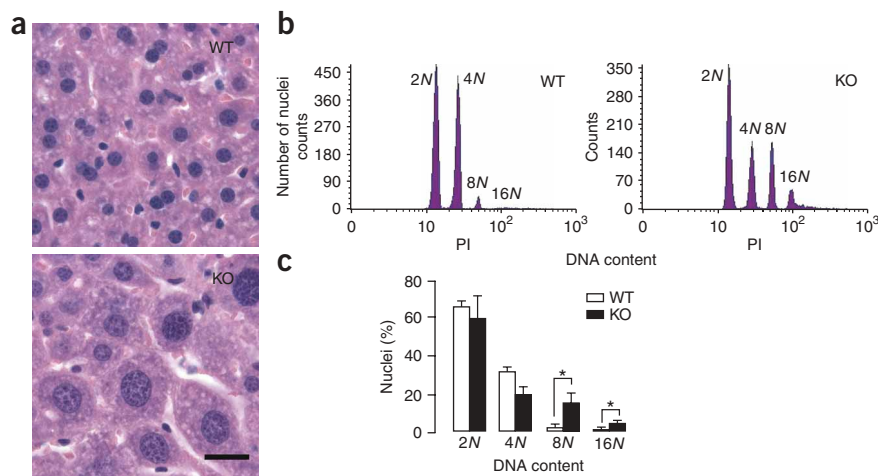 a
WT
KO
b
Number of nuclei
counts
450
360
270
180
90
0
2N
4N
8N
16N
WT
0
10
10²
10³
PI
Counts
350
280
210
140
70
0
2N
4N
8N
16N
KO
0
10
10²
10³
PI
DNA content
c
Nuclei (%)
80
60
40
20
0
WT
KO
*
*
2N
4N
8N
16N
DNA content